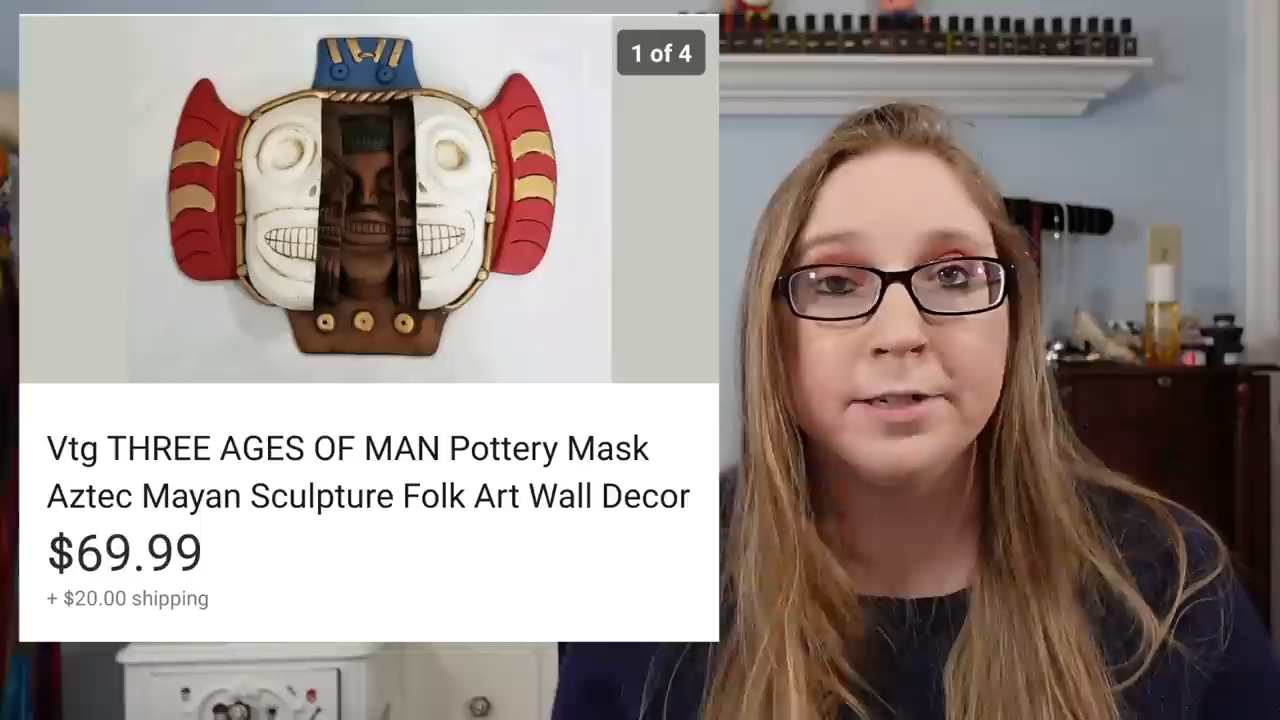 1 of 4
Vtg THREE AGES OF MAN Pottery Mask
Aztec Mayan Sculpture Folk Art Wall Decor
$69.99
+ $20.00 shipping